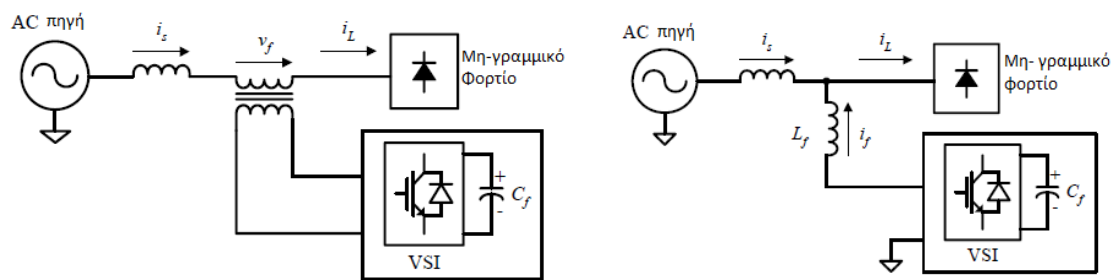 AC πηγή
i_s
v_f
i_L
Μη-γραμμικό
Φορτίο
+
C_f
-
VSI
AC πηγή
i_s
i_L
Μη- γραμμικό
φορτίο
L_f
i_f
+
C_f
-
VSI